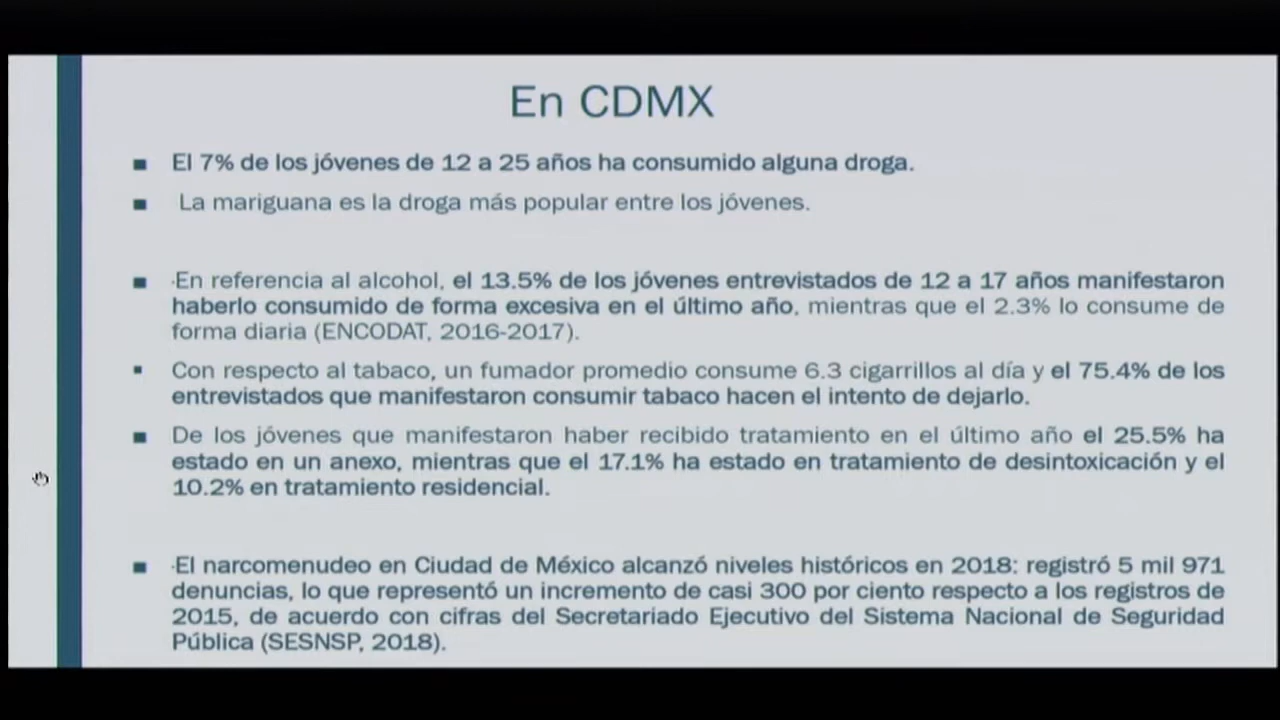 En CDMX
El 7% de los jóvenes de 12 a 25 años ha consumido alguna droga.
La mariguana es la droga más popular entre los jóvenes.
·En referencia al alcohol, el 13.5% de los jóvenes entrevistados de 12 a 17 años manifestaron
haberlo consumido de forma excesiva en el último año, mientras que el 2.3% lo consume de
forma diaria (ENCODAT, 2016-2017).
Con respecto al tabaco, un fumador promedio consume 6.3 cigarrillos al día y el 75.4% de los
entrevistados que manifestaron consumir tabaco hacen el intento de dejarlo.
De los jóvenes que manifestaron haber recibido tratamiento en el último año el 25.5% ha
estado en un anexo, mientras que el 17.1% ha estado en tratamiento de desintoxicación y el
10.2% en tratamiento residencial.
·El narcomenudeo en Ciudad de México alcanzó niveles históricos en 2018: registró 5 mil 971
denuncias, lo que representó un incremento de casi 300 por ciento respecto a los registros de
2015, de acuerdo con cifras del Secretariado Ejecutivo del Sistema Nacional de Seguridad
Pública (SESNSP, 2018).